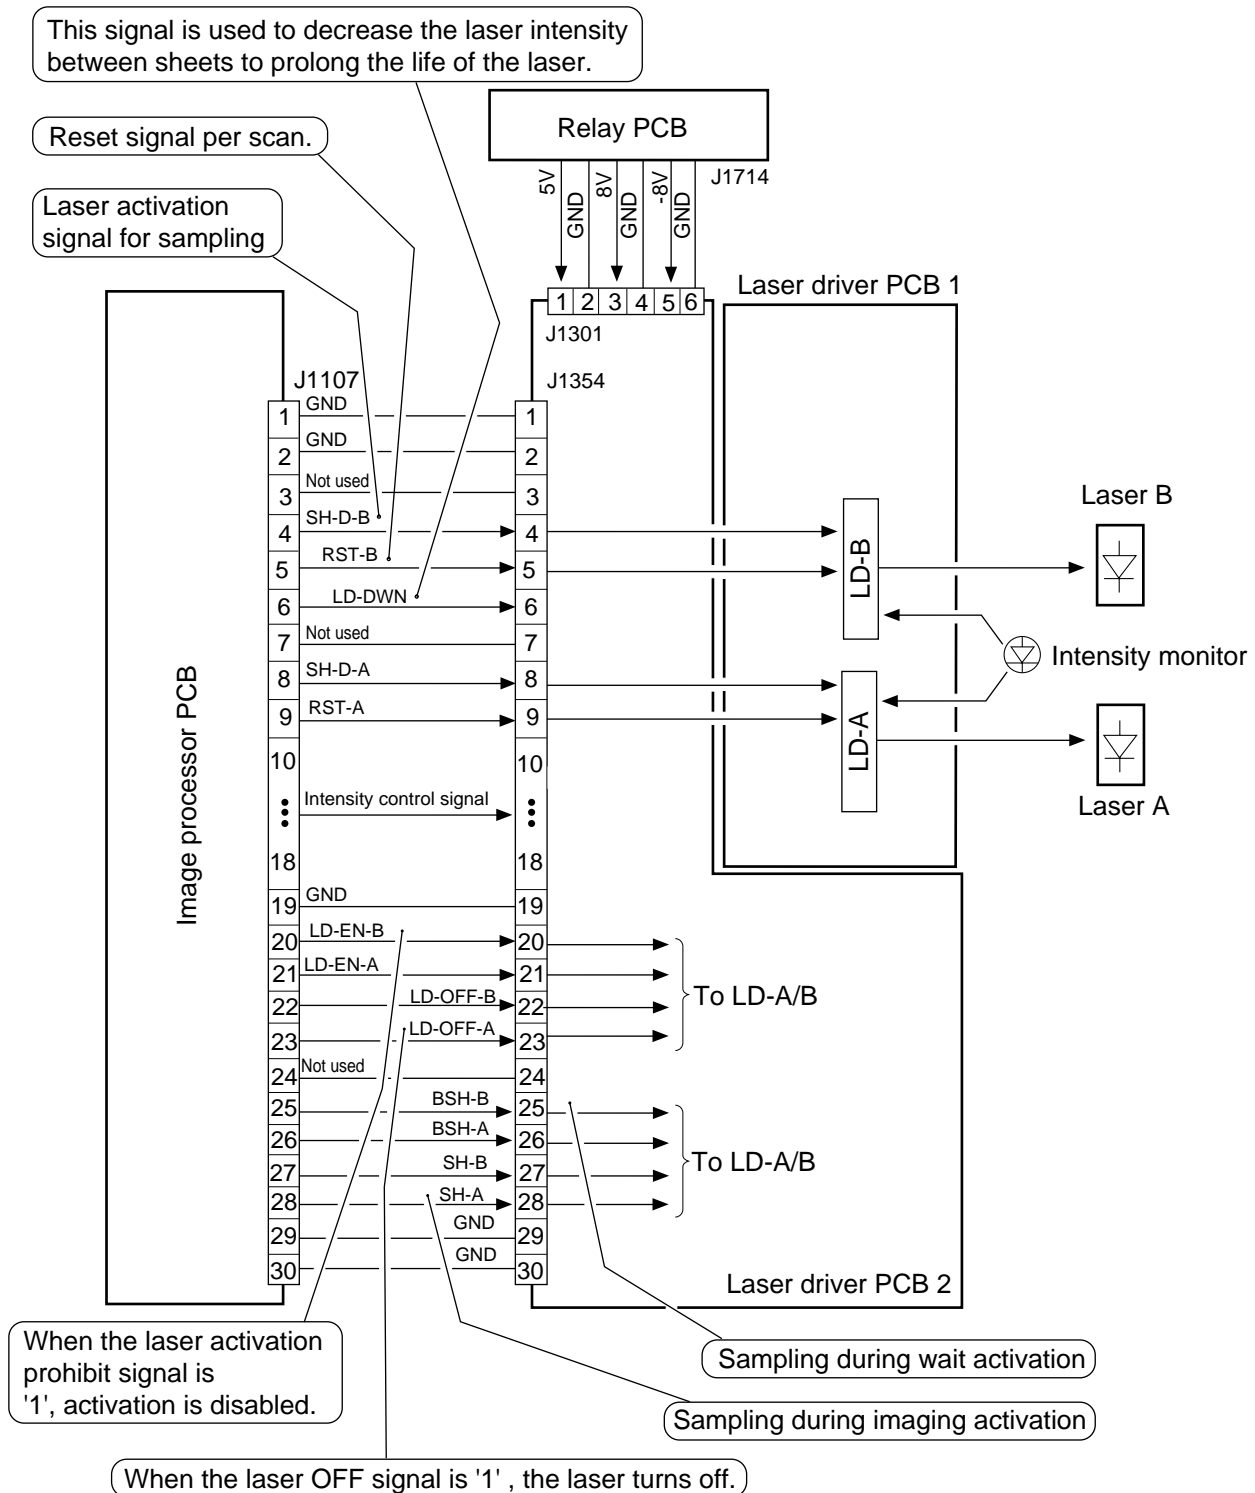 This signal is used to decrease the laser intensity
between sheets to prolong the life of the laser.
Relay PCB
Reset signal per scan.
J1714
5V
GND
8V
GND
-8V
GND
Laser activation
signal for sampling
Laser driver PCB 1
1 2 3 4 5 6
J1301
J1107
J1354
1 GND 1
2 GND 2
3 Not used 3
4 SH-D-B 4
5 RST-B 5
6 LD-DWN 6
7 Not used 7
8 SH-D-A 8
9 RST-A 9
10 10
Intensity control signal
18 18
19 GND 19
20 LD-EN-B 20
21 LD-EN-A 21
22 LD-OFF-B 22
23 LD-OFF-A 23
24 Not used 24
25 BSH-B 25
26 BSH-A 26
27 SH-B 27
28 SH-A 28
29 GND 29
30 GND 30
Image processor PCB
LD-B
LD-A
Laser B
Intensity monitor
Laser A
To LD-A/B
To LD-A/B
Laser driver PCB 2
When the laser activation
prohibit signal is
'1', activation is disabled.
Sampling during wait activation
Sampling during imaging activation
When the laser OFF signal is '1' , the laser turns off.